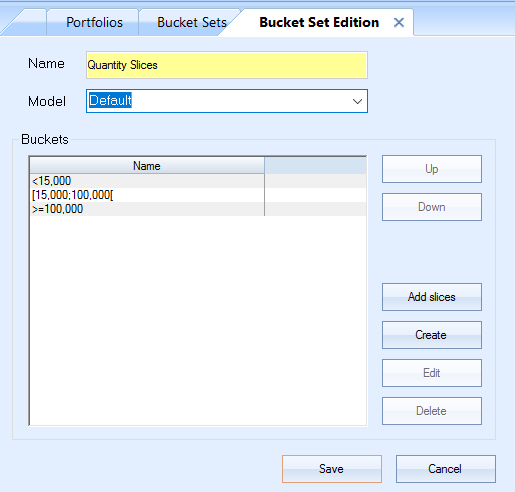 Portfolios Bucket Sets Bucket Set Edition
Name Quantity Slices
Model Default
Buckets
Name
Up
<15,000
[15,000;100,000[
>=100,000
Down
Add slices
Create
Edit
Delete
Save Cancel